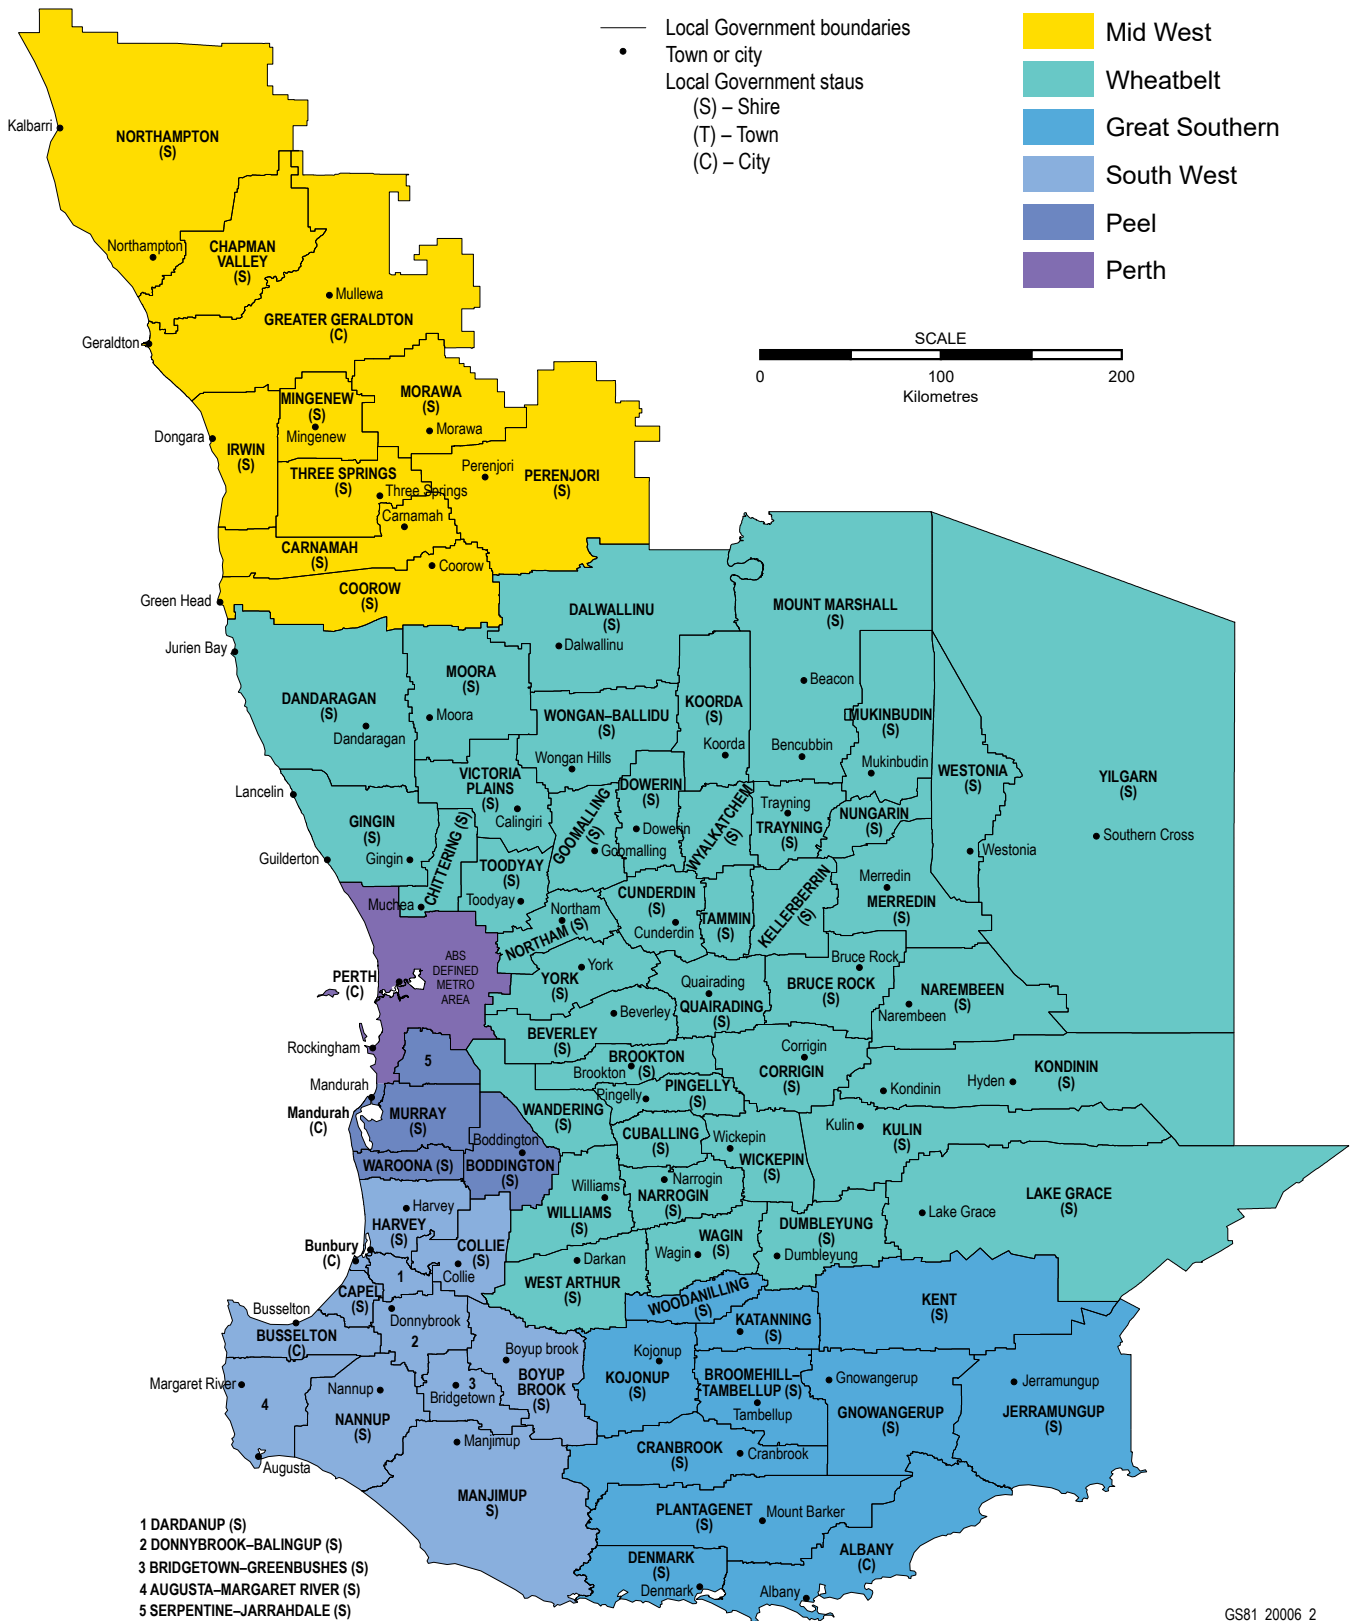 Local Government boundaries
Town or city
Local Government staus
(S) – Shire
(T) – Town
(C) – City
Mid West
Wheatbelt
Great Southern
South West
Peel
Perth
SCALE
0 100 200
Kilometres
Kalbarri
NORTHAMPTON
(S)
Northampton
CHAPMAN
VALLEY
(S)
Mullewa
GREATER GERALDTON
(C)
Geraldton
MINGENEW
(S)
Mingenew
MORAWA
(S)
Morawa
Dongara
IRWIN
(S)
THREE SPRINGS
(S)
Three Springs
Perenjori
PERENJORI
(S)
Carnamah
CARNAMAH
(S)
Coorow
COOROW
(S)
Green Head
Jurien Bay
DALWALLINU
(S)
Dalwallinu
MOUNT MARSHALL
(S)
Beacon
Bencubbin
MOORA
(S)
Moora
DANDARAGAN
(S)
Dandaragan
WONGAN–BALLIDU
(S)
Wongan Hills
KOORDA
(S)
Koorda
MUKINBUDIN
(S)
Mukinbudin
WESTONIA
(S)
Westonia
YILGARN
(S)
Southern Cross
Lancelin
VICTORIA
PLAINS
(S)
Calingiri
GINGIN
(S)
Gingin
Guilderton
CHITTERING (S)
Muchea
TOODYAY
(S)
Toodyay
GOOMALLING
(S)
Goomalling
DOWERIN
(S)
Dowerin
WYALKATCHEM
(S)
Trayning
TRAYNING
(S)
NUNGARIN
(S)
Merredin
MERREDIN
(S)
Northam
NORTHAM (S)
CUNDERDIN
(S)
Cunderdin
TAMMIN
(S)
KELLERBERRIN
(S)
ABS
DEFINED
METRO
AREA
PERTH
(C)
York
YORK
(S)
Quairading
QUAIRADING
(S)
Bruce Rock
BRUCE ROCK
(S)
NAREMBEEN
(S)
Narembeen
Beverley
BEVERLEY
(S)
Rockingham
5
BROOKTON
(S)
Brookton
Corrigin
CORRIGIN
(S)
KONDININ
(S)
Hyden
Kondinin
Mandurah
Mandurah
(C)
MURRAY
(S)
PINGELLY
(S)
Pingelly
WANDERING
(S)
Boddington
BODDINGTON
(S)
WAROONA (S)
CUBALLING
(S)
Wickepin
WICKEPIN
(S)
Kulin
KULIN
(S)
Williams
WILLIAMS
(S)
Narrogin
NARROGIN
(S)
LAKE GRACE
(S)
Lake Grace
Harvey
HARVEY
(S)
COLLIE
(S)
Collie
Bunbury
(C)
1
DUMBLEYUNG
(S)
Dumbleyung
WAGIN
(S)
Wagin
Darkan
WEST ARTHUR
(S)
CAPEL
(S)
WOODANILLING
(S)
KENT
(S)
Busselton
BUSSELTON
(C)
Donnybrook
2
KATANNING
(S)
Boyup brook
BOYUP
BROOK
(S)
Kojonup
KOJONUP
(S)
BROOMEHILL–
TAMBELLUP (S)
Tambellup
Gnowangerup
GNOWANGERUP
(S)
Jerramungup
JERRAMUNGUP
(S)
Margaret River
4
Nannup
NANNUP
(S)
3
Bridgetown
Augusta
Manjimup
MANJIMUP
S)
CRANBROOK
(S)
Cranbrook
PLANTAGENET
(S)
Mount Barker
DENMARK
(S)
Denmark
ALBANY
(C)
Albany
1 DARDANUP (S)
2 DONNYBROOK–BALINGUP (S)
3 BRIDGETOWN–GREENBUSHES (S)
4 AUGUSTA–MARGARET RIVER (S)
5 SERPENTINE–JARRAHDALE (S)
GS81_20006_2